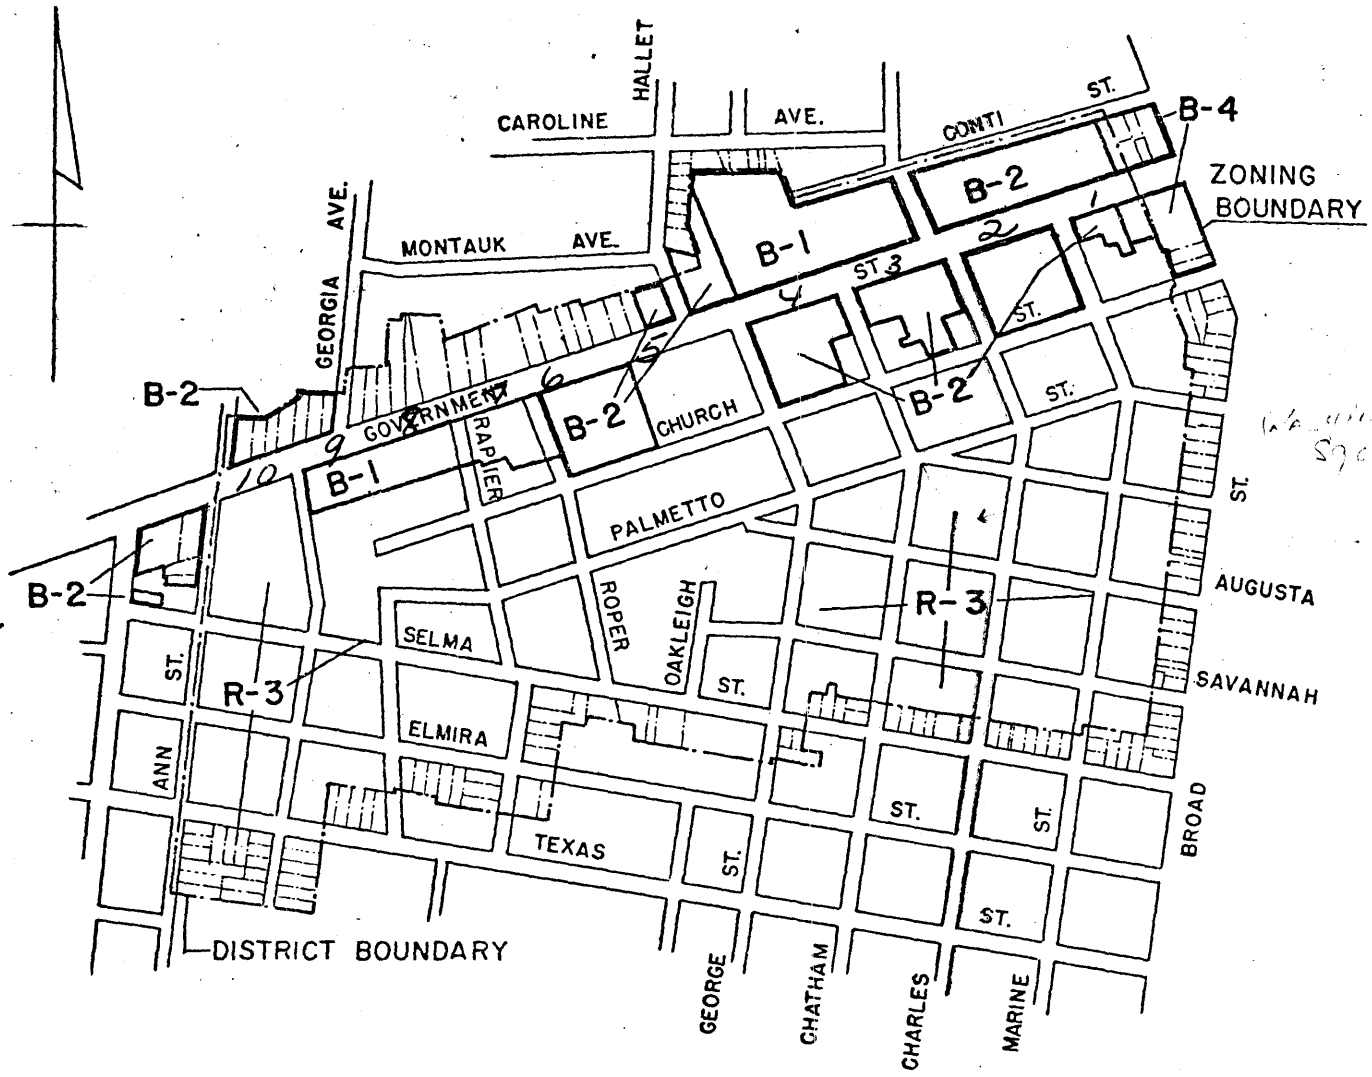 HALLET
CAROLINE AVE.
COMTI ST.
B-4
B-2
ZONING
BOUNDARY
GEORGIA AVE.
MONTAUK AVE.
B-1
1
2
ST.
3
4
5
6
7
8
9
10
GOVERNMENT
ST.
B-2
B-2
B-2
B-1
RAPIER
CHURCH
ST.
PALMETTO
ST.
B-2
ROPER
OAKLEIGH
R-3
AUGUSTA
SELMA
ST.
SAVANNAH
ST.
R-3
ELMIRA
ANN
ST.
ST.
BROAD
TEXAS
ST.
ST.
DISTRICT BOUNDARY
GEORGE
CHATHAM
CHARLES
MARINE